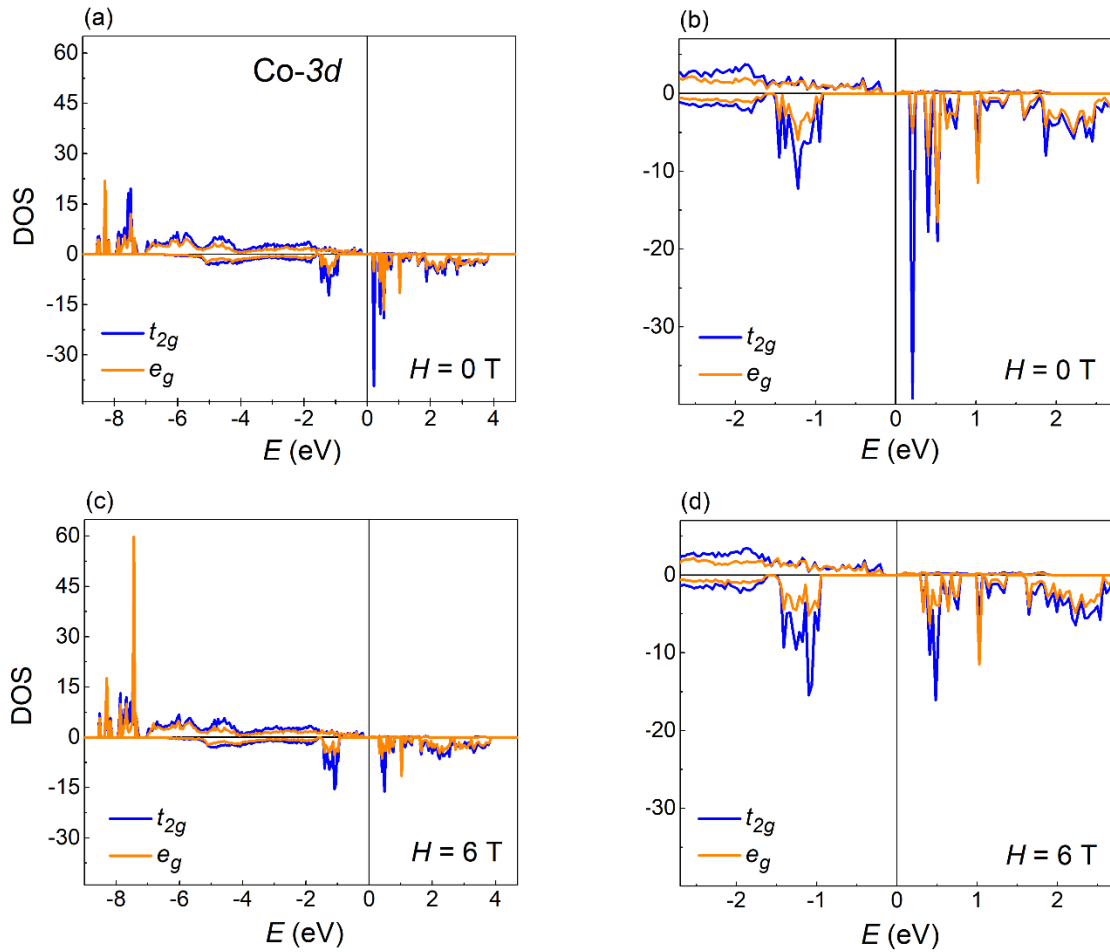 (a)
Co-3d
60
45
30
15
0
-15
-30
DOS
t2g
eg
H = 0 T
-8 -6 -4 -2 0 2 4
E (eV)
(b)
0
-10
-20
-30
t2g
eg
H = 0 T
-2 -1 0 1 2
E (eV)
(c)
60
45
30
15
0
-15
-30
DOS
t2g
eg
H = 6 T
-8 -6 -4 -2 0 2 4
E (eV)
(d)
0
-10
-20
-30
t2g
eg
H = 6 T
-2 -1 0 1 2
E (eV)